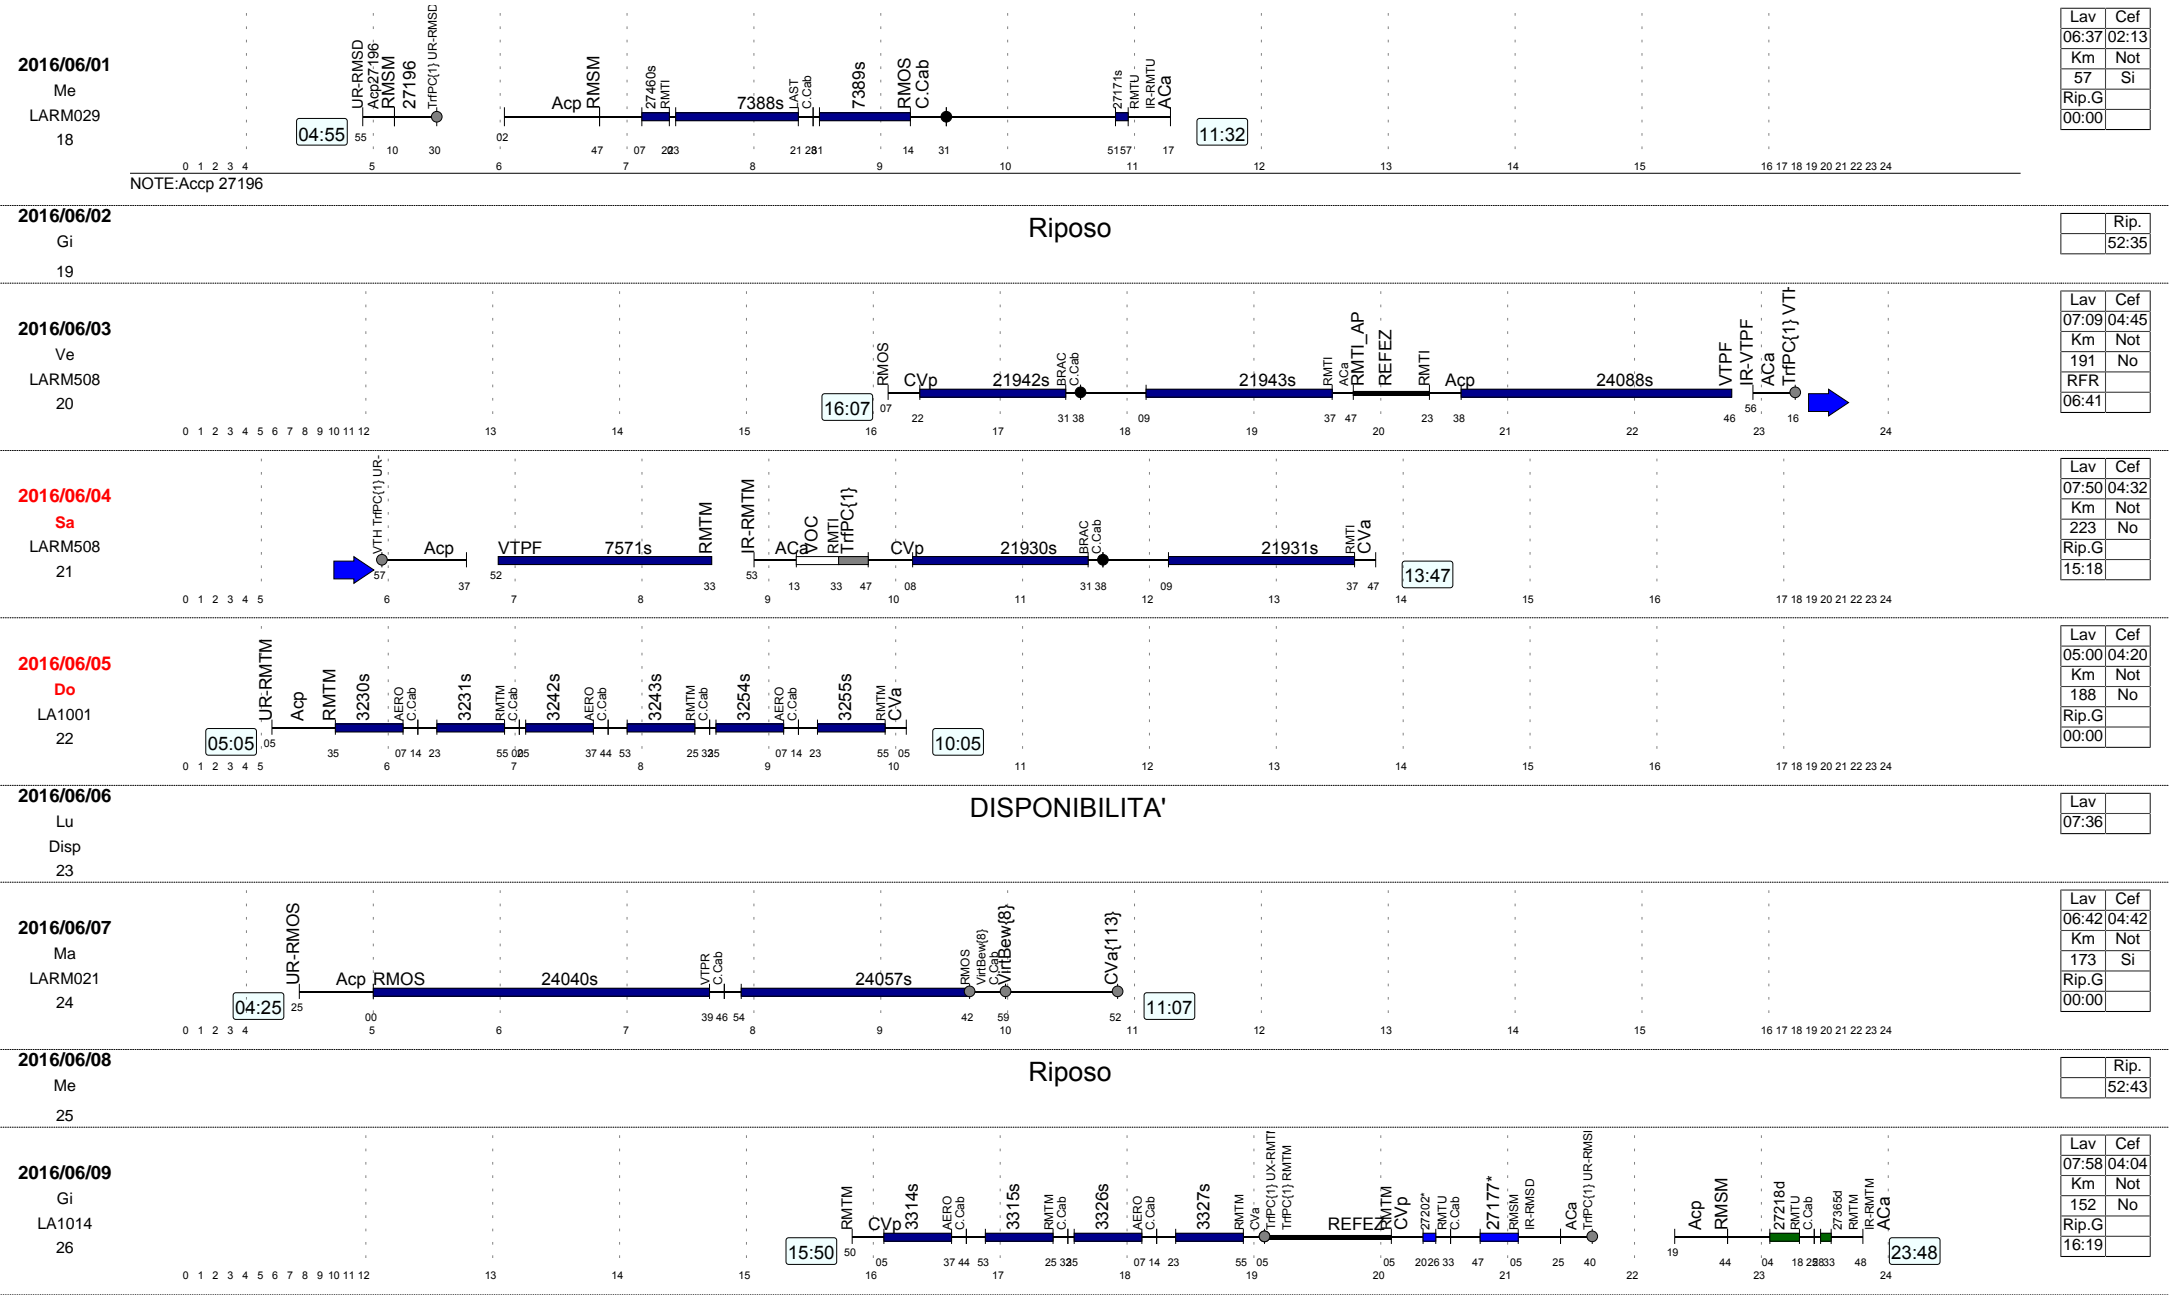 2016/06/01
Me
LARM029
18
04:55
UR-RMSD Acp27196 RMSM 27196 TrfPC{1} UR-RMSD Acp RMSM 27460s RMTI 7388s LAST C.Cab 7389s RMOS C.Cab 27171s RMTU IR-RMTU ACa
55 10 30 02 47 07 20 23 21 28 31 14 31 51 57 17
11:32
0 1 2 3 4 5 6 7 8 9 10 11 12 13 14 15 16 17 18 19 20 21 22 23 24
NOTE:Accp 27196
Lav Cef
06:37 02:13
Km Not
57 Si
Rip.G
00:00
2016/06/02
Gi
19
Riposo
Rip.
52:35
2016/06/03
Ve
LARM508
20
16:07
RMOS CVp 21942s BRAC C.Cab 21943s RMTI ACa RMTI_AP REFEZ RMTI Acp 24088s VTPF IR-VTPF ACa TrfPC{1} VTH
07 22 31 38 09 37 47 23 38 46 56 16
0 1 2 3 4 5 6 7 8 9 10 11 12 13 14 15 16 17 18 19 20 21 22 23 24
Lav Cef
07:09 04:45
Km Not
191 No
RFR
06:41
2016/06/04
Sa
LARM508
21
VTH TrfPC{1} UR- Acp VTPF 7571s RMTM IR-RMTM ACa VOC RMTI TrfPC{1} CVp 21930s BRAC C.Cab 21931s RMTI CVa
57 37 52 33 53 13 33 47 08 31 38 09 37 47
13:47
0 1 2 3 4 5 6 7 8 9 10 11 12 13 14 15 16 17 18 19 20 21 22 23 24
Lav Cef
07:50 04:32
Km Not
223 No
Rip.G
15:18
2016/06/05
Do
LA1001
22
05:05
UR-RMTM Acp RMTM 3230s AERO C.Cab 3231s RMTM C.Cab 3242s AERO C.Cab 3243s RMTM C.Cab 3254s AERO C.Cab 3255s RMTM CVa
05 35 07 14 23 55 02 05 37 44 53 25 32 35 07 14 23 55 05
10:05
0 1 2 3 4 5 6 7 8 9 10 11 12 13 14 15 16 17 18 19 20 21 22 23 24
Lav Cef
05:00 04:20
Km Not
188 No
Rip.G
00:00
2016/06/06
Lu
Disp
23
DISPONIBILITA'
Lav
07:36
2016/06/07
Ma
LARM021
24
04:25
UR-RMOS Acp RMOS 24040s VTPR C.Cab 24057s RMOS VirtBew{8} C.Cab VirtBew{8} CVa{113}
25 00 39 46 54 42 59 52
11:07
0 1 2 3 4 5 6 7 8 9 10 11 12 13 14 15 16 17 18 19 20 21 22 23 24
Lav Cef
06:42 04:42
Km Not
173 Si
Rip.G
00:00
2016/06/08
Me
25
Riposo
Rip.
52:43
2016/06/09
Gi
LA1014
26
15:50
RMTM CVp 3314s AERO C.Cab 3315s RMTM C.Cab 3326s AERO C.Cab 3327s RMTM CVa TrfPC{1} UX-RMTM TrfPC{1} RMTM REFEZ RMTM CVp 27202* RMTU C.Cab 27177* RMSM IR-RMSD ACa TrfPC{1} UR-RMSI Acp RMSM 27218d RMTU C.Cab 27365d RMTM IR-RMTM ACa
50 05 37 44 53 25 32 35 07 14 23 55 05 05 20 26 33 47 05 25 40 19 44 04 18 25 28 33 48
23:48
0 1 2 3 4 5 6 7 8 9 10 11 12 13 14 15 16 17 18 19 20 21 22 23 24
Lav Cef
07:58 04:04
Km Not
152 No
Rip.G
16:19